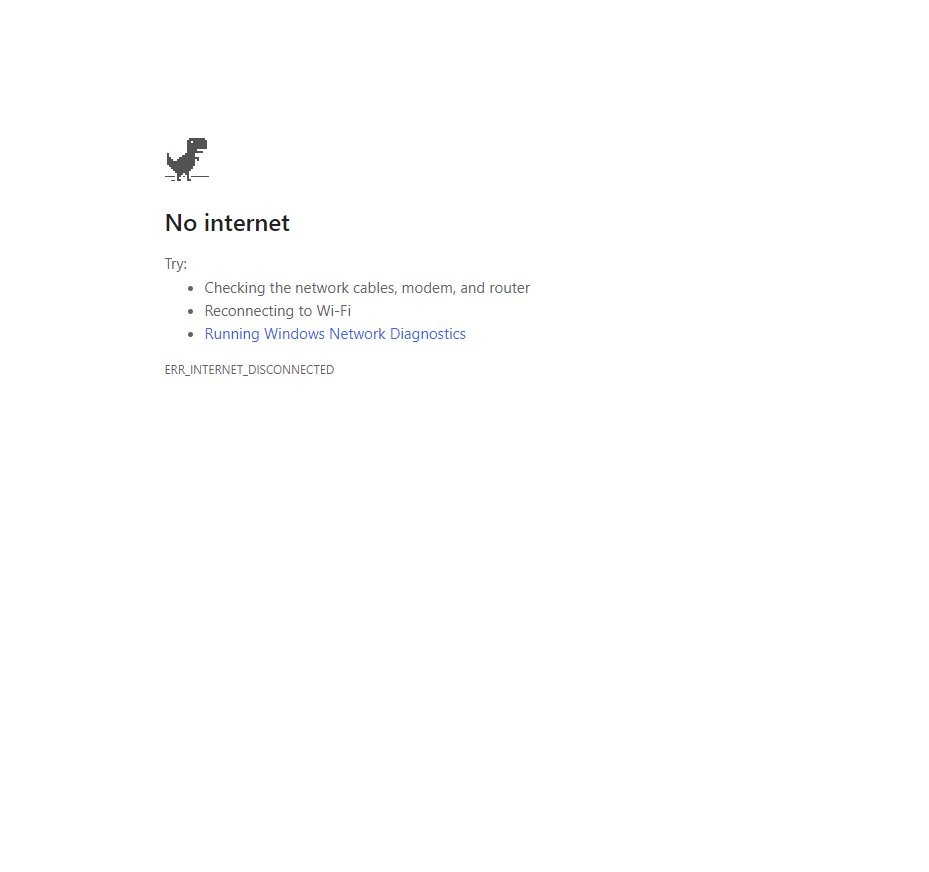 No internet
Try:
Checking the network cables, modem, and router
Reconnecting to Wi-Fi
Running Windows Network Diagnostics
ERR_INTERNET_DISCONNECTED